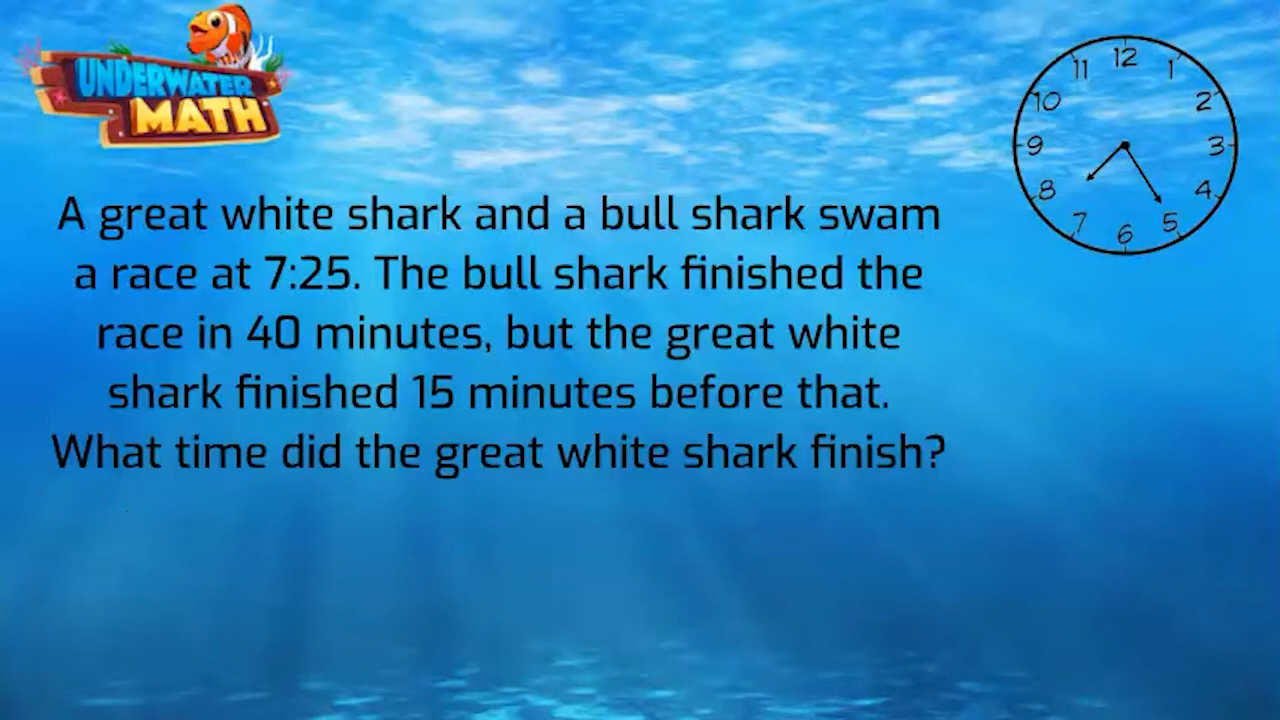 UNDERWATER
MATH
12
11 1
10 2
9 3
8 4
7 5
6
A great white shark and a bull shark swam
a race at 7:25. The bull shark finished the
race in 40 minutes, but the great white
shark finished 15 minutes before that.
What time did the great white shark finish?